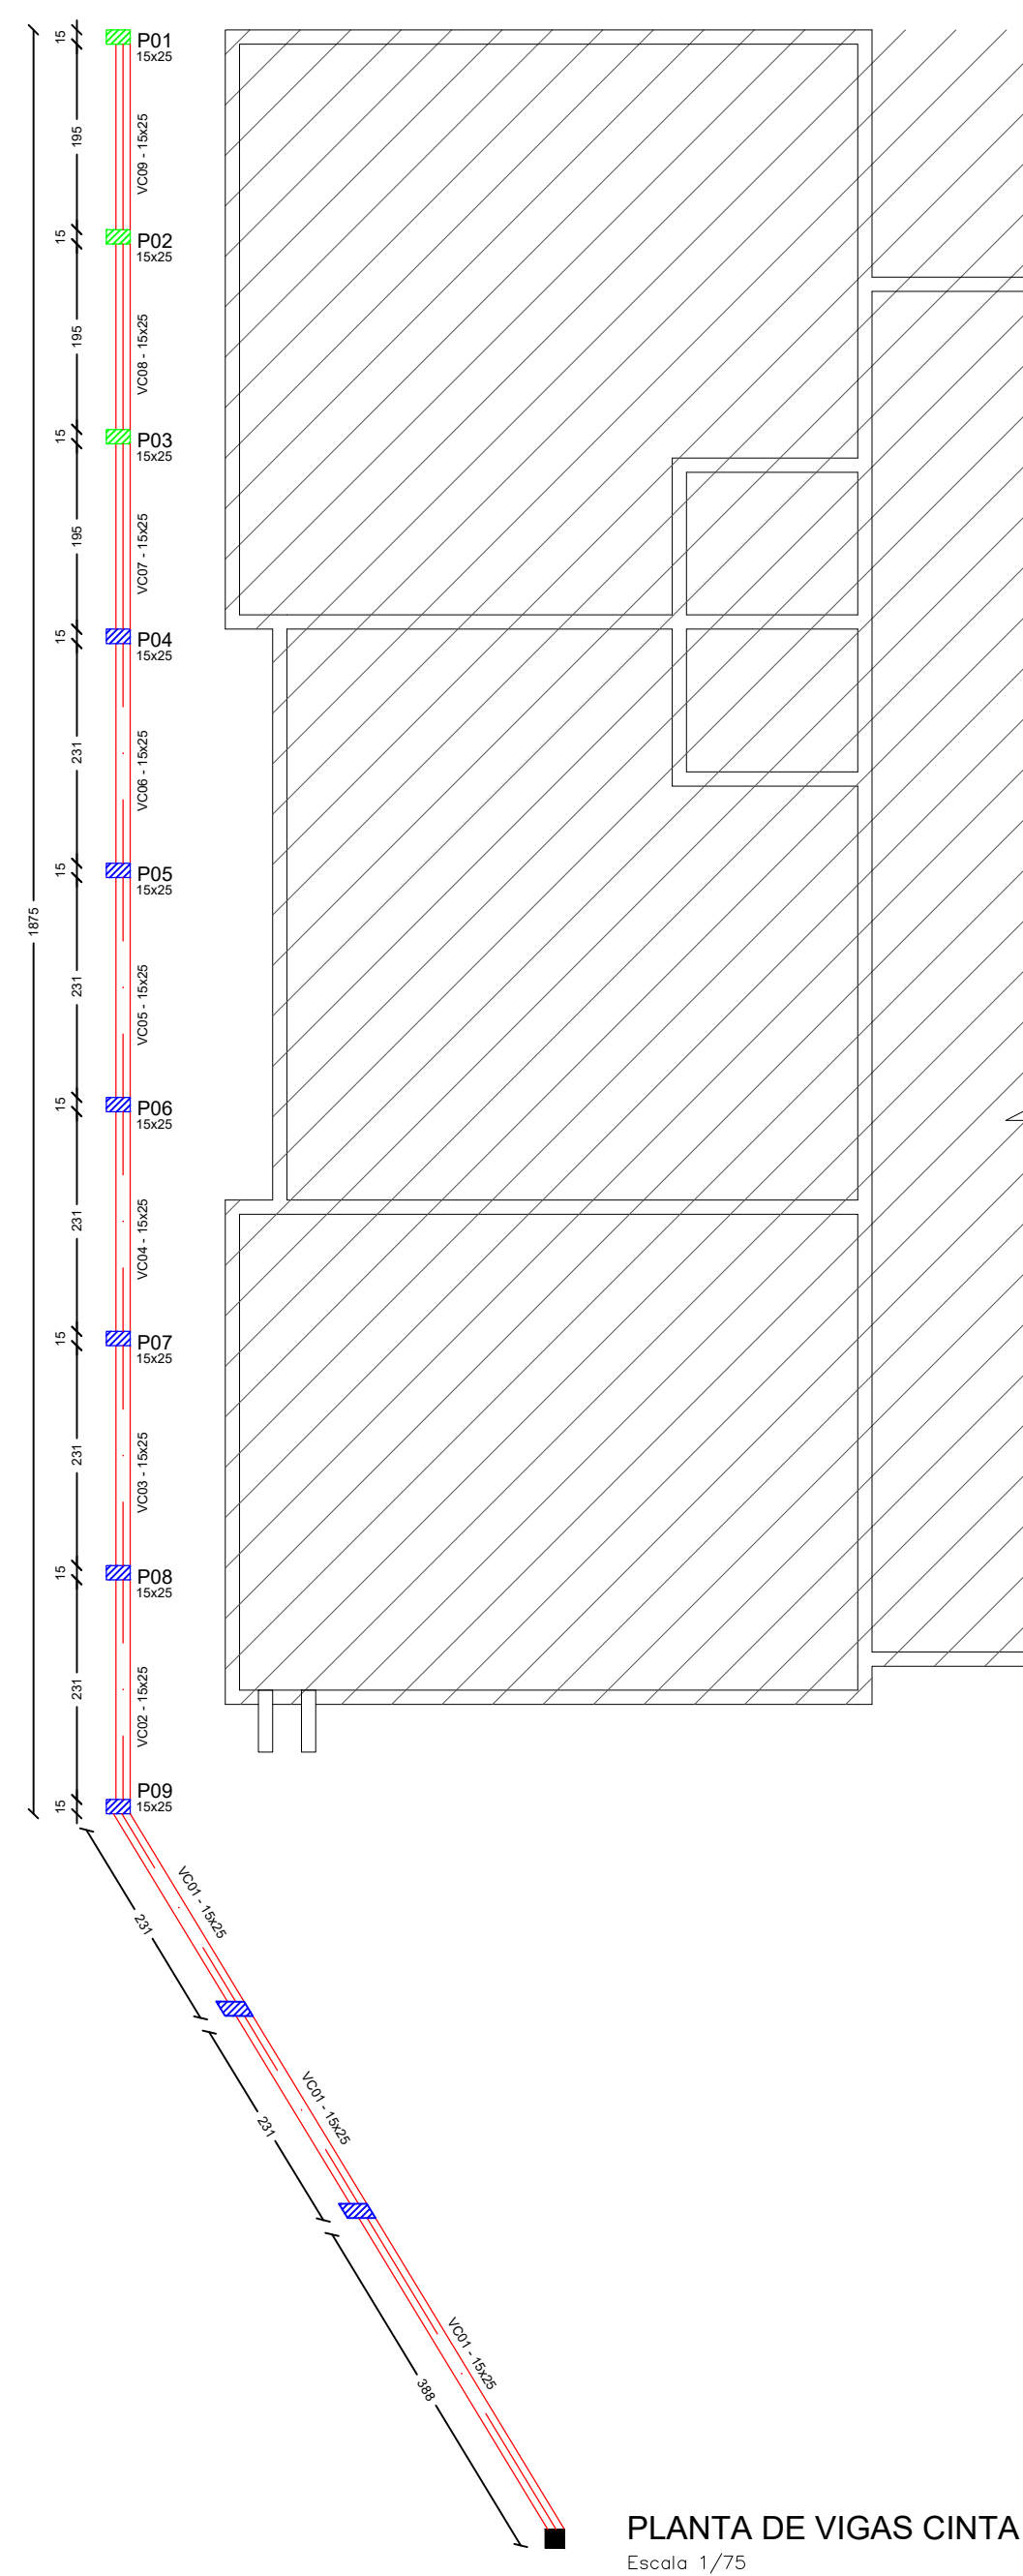 15
P01
15x25
195
VC09 - 15x25
15
P02
15x25
195
VC08 - 15x25
15
P03
15x25
195
VC07 - 15x25
15
P04
15x25
231
VC06 - 15x25
15
P05
15x25
1875
231
VC05 - 15x25
15
P06
15x25
231
VC04 - 15x25
15
P07
15x25
231
VC03 - 15x25
15
P08
15x25
231
VC02 - 15x25
15
P09
15x25
231
VC01 - 15x25
231
VC01 - 15x25
388
VC01 - 15x25
PLANTA DE VIGAS CINTA
Escala 1/75